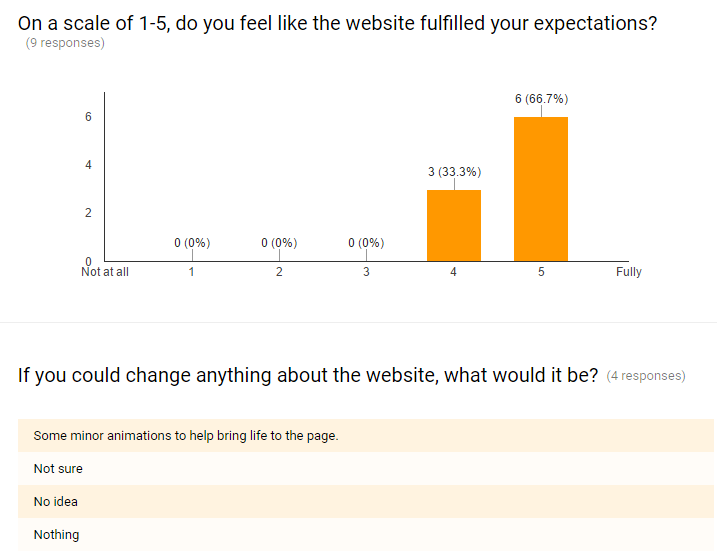 On a scale of 1-5, do you feel like the website fulfilled your expectations?
(9 responses)
6 (66.7%)
6
4
3 (33.3%)
2
0 (0%) 0 (0%) 0 (0%)
0
Not at all 1 2 3 4 5 Fully
If you could change anything about the website, what would it be? (4 responses)
Some minor animations to help bring life to the page.
Not sure
No idea
Nothing